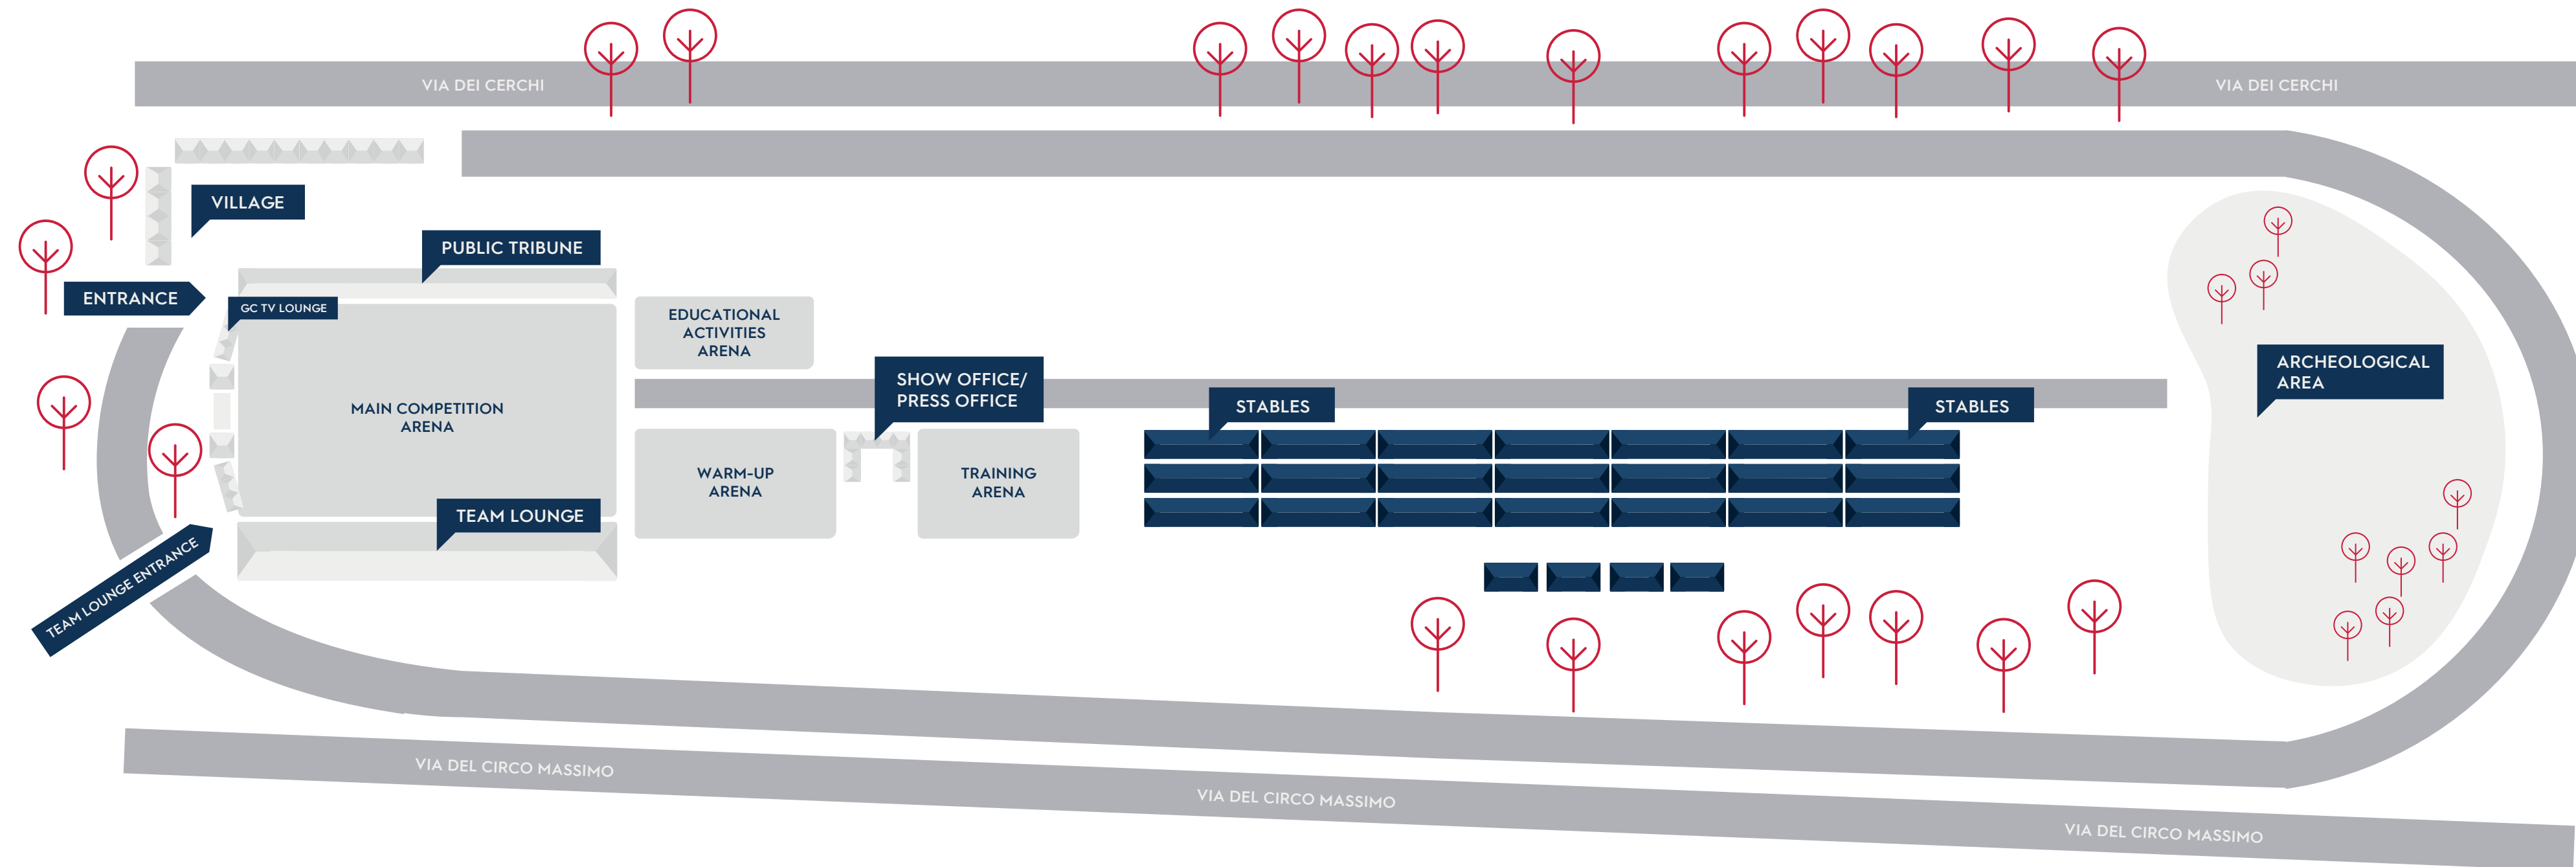 VIA DEI CERCHI
VIA DEI CERCHI
VILLAGE
PUBLIC TRIBUNE
ENTRANCE
GC TV LOUNGE
EDUCATIONAL
ACTIVITIES
ARENA
MAIN COMPETITION
ARENA
SHOW OFFICE/
PRESS OFFICE
STABLES
STABLES
ARCHEOLOGICAL
AREA
WARM-UP
ARENA
TRAINING
ARENA
TEAM LOUNGE
TEAM LOUNGE ENTRANCE
VIA DEL CIRCO MASSIMO
VIA DEL CIRCO MASSIMO
VIA DEL CIRCO MASSIMO